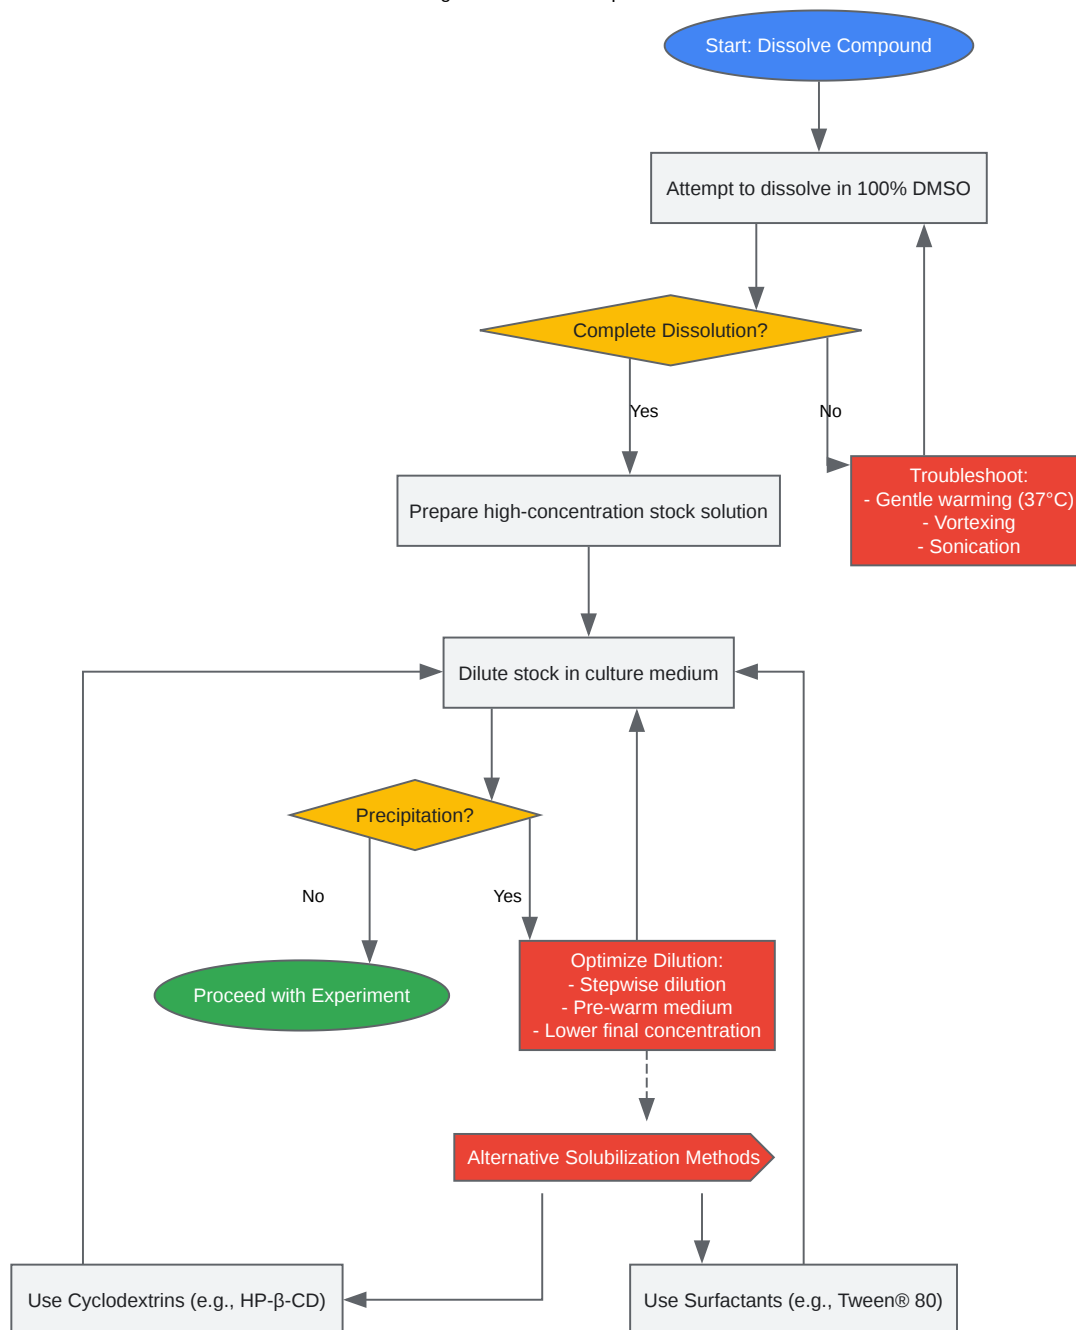 Start: Dissolve Compound
Attempt to dissolve in 100% DMSO
Complete Dissolution?
Yes
No
Troubleshoot:
- Gentle warming (37°C)
- Vortexing
- Sonication
Prepare high-concentration stock solution
Dilute stock in culture medium
Precipitation?
No
Yes
Optimize Dilution:
- Stepwise dilution
- Pre-warm medium
- Lower final concentration
Proceed with Experiment
Alternative Solubilization Methods
Use Cyclodextrins (e.g., HP-β-CD)
Use Surfactants (e.g., Tween® 80)